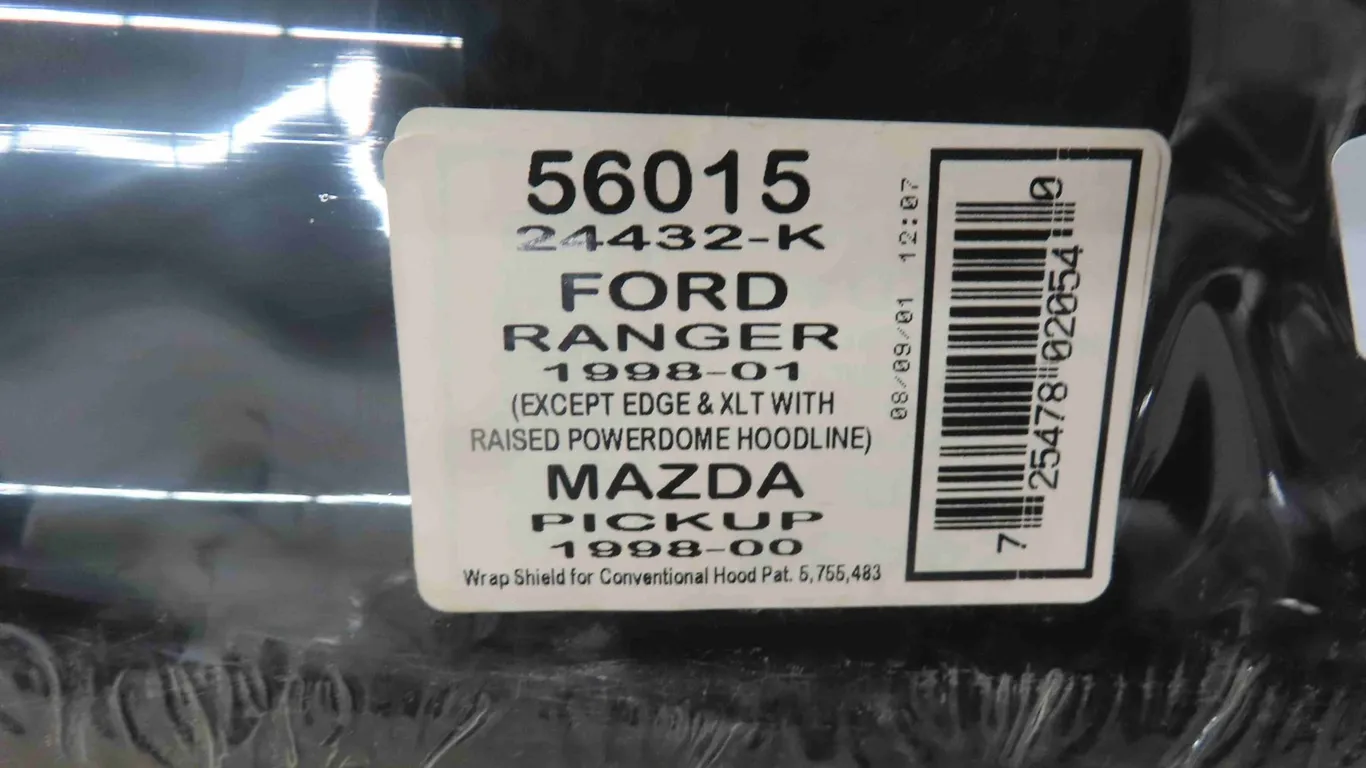 56015
24432-K
FORD
RANGER
1998-01
(EXCEPT EDGE & XLT WITH
RAISED POWERDOME HOODLINE)
MAZDA
PICKUP
1998-00
Wrap Shield for Conventional Hood Pat. 5,755,483
08/09/01 12:07
7 25478 02054 0